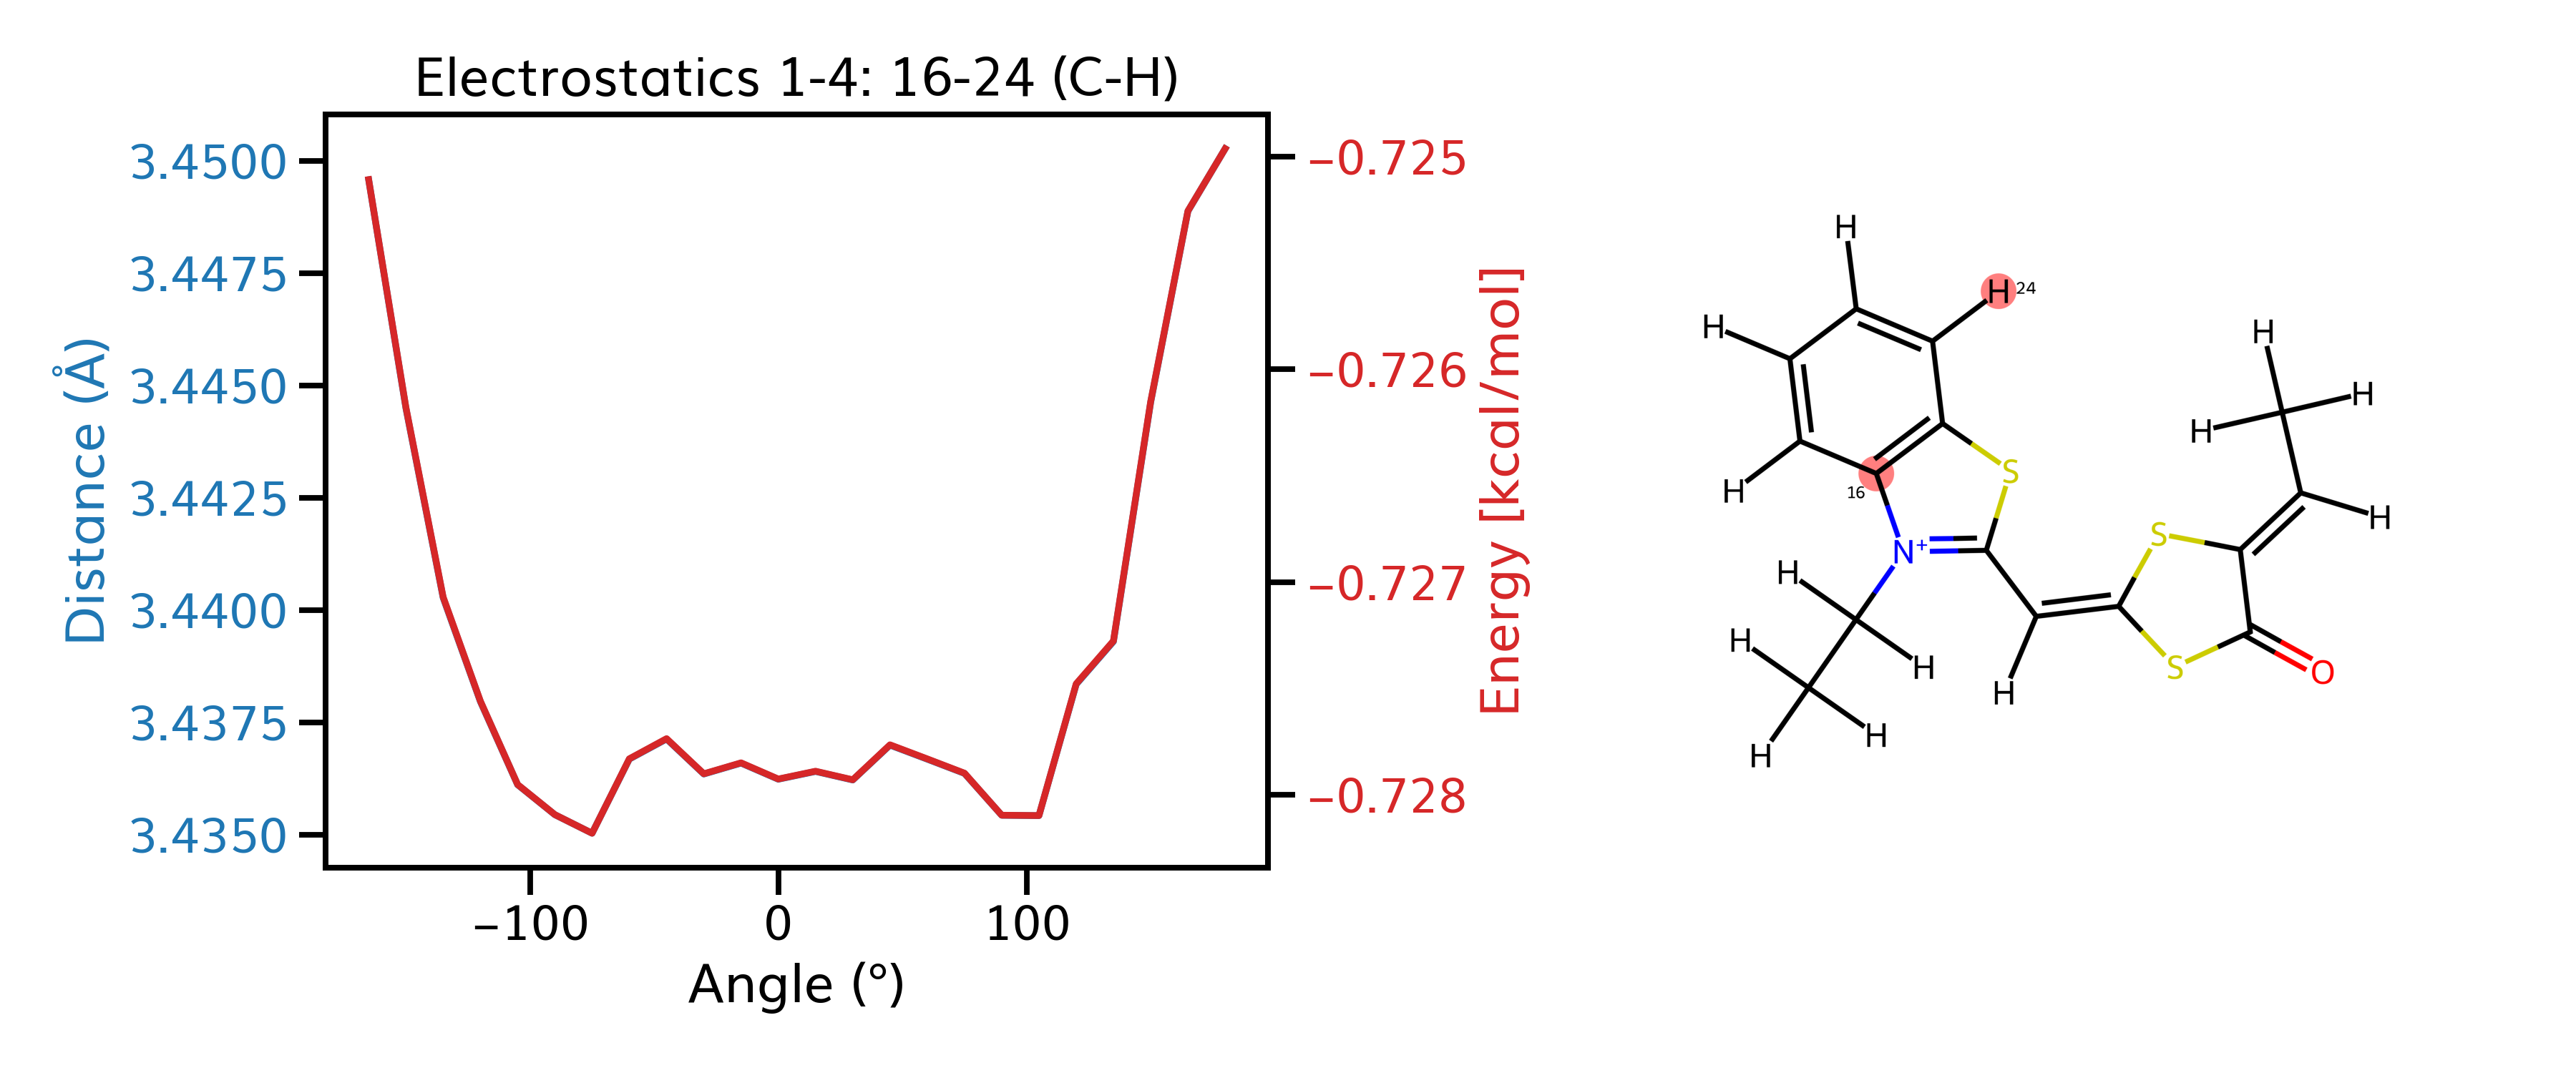 Electrostatics 1-4: 16-24 (C-H)
Distance (Å)
3.4500
3.4475
3.4450
3.4425
3.4400
3.4375
3.4350
−0.725
−0.726
−0.727
−0.728
Energy [kcal/mol]
−100 0 100
Angle (°)
H
H 24
H
H
H
H
H
S
H
16
S
H
N+
H
H
H
S
O
H
H
H
H